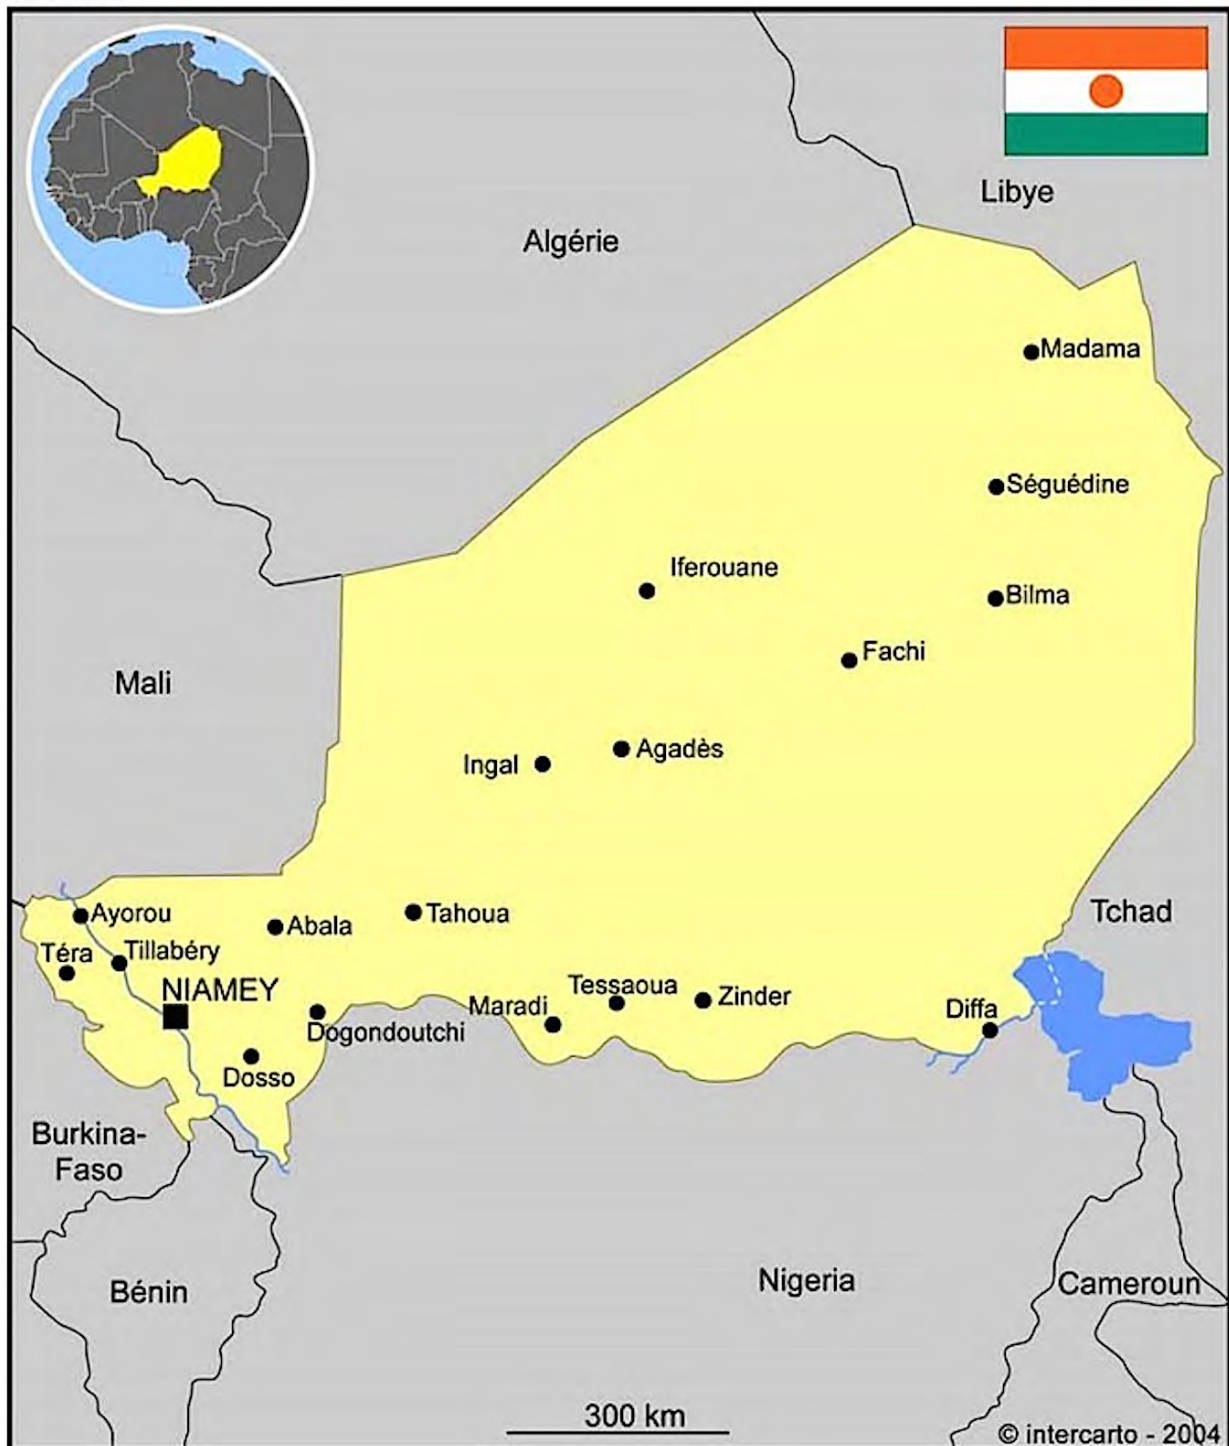 Libye
Algérie
Madama
Séguédine
Iferouane
Bilma
Fachi
Mali
Agadès
Ingal
Tchad
Ayorou
Tahoua
Abala
Téra
Tillabéry
NIAMEY
Tessaoua
Zinder
Maradi
Diffa
Dogondoutchi
Dosso
Burkina-
Faso
Nigeria
Cameroun
Bénin
300 km
© intercarto - 2004